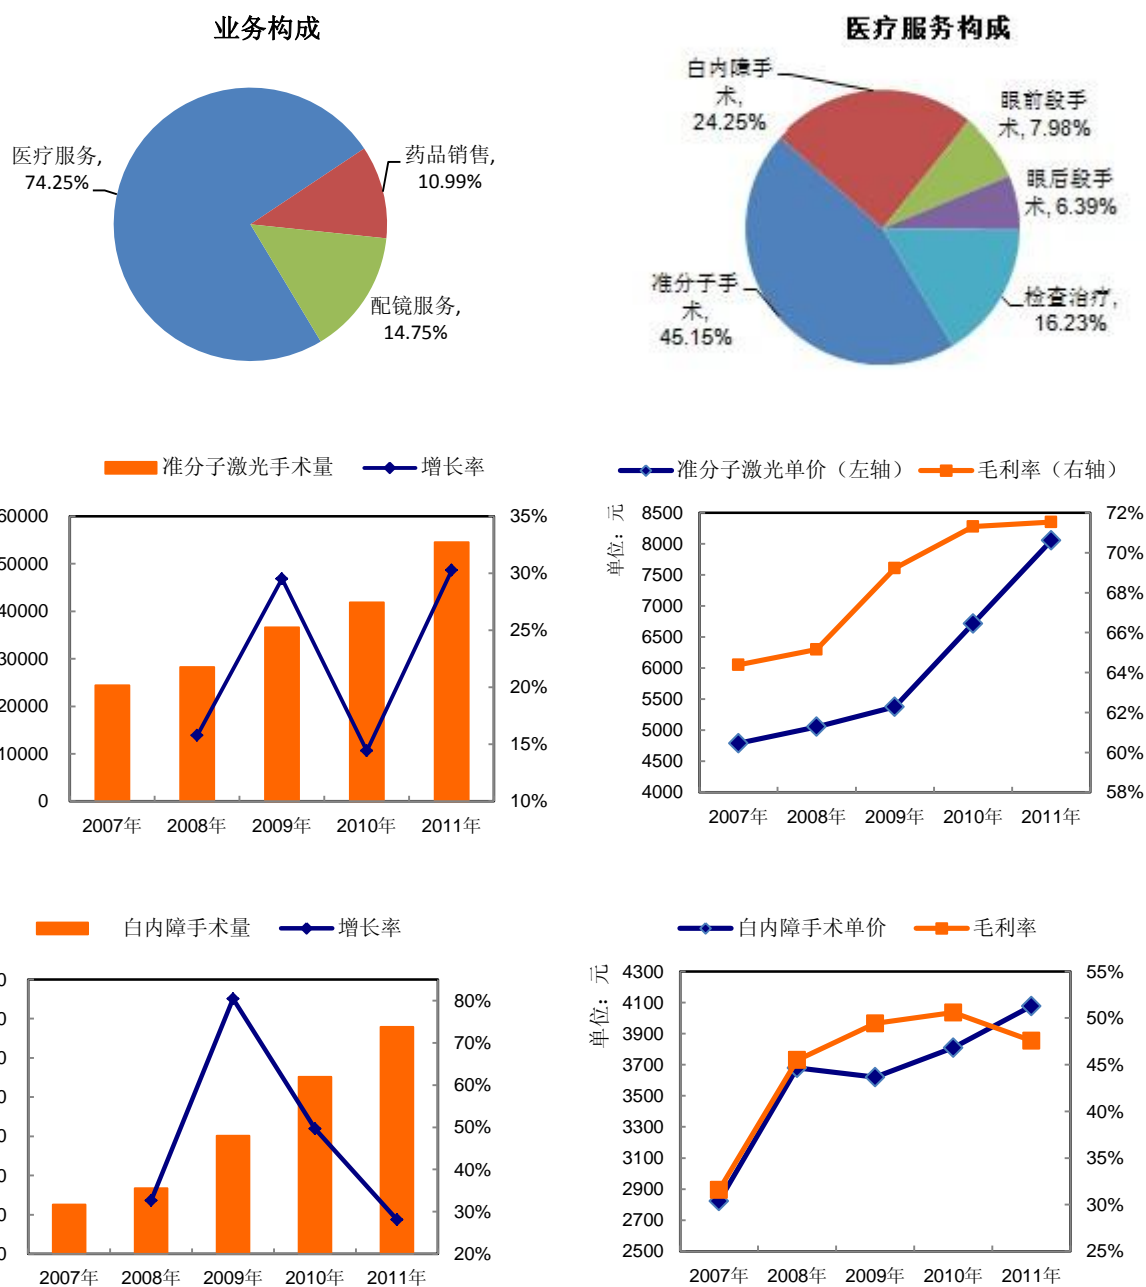 业务构成
医疗服务,
74.25%
药品销售,
10.99%
配镜服务,
14.75%
医疗服务构成
白内障手
术,
24.25%
眼前段手
术, 7.98%
眼后段手
术, 6.39%
准分子手
术,
45.15%
检查治疗,
16.23%
准分子激光手术量 增长率
60000
50000
40000
30000
20000
10000
0
35%
30%
25%
20%
15%
10%
2007年 2008年 2009年 2010年 2011年
准分子激光单价（左轴） 毛利率（右轴）
单位：元
8500
8000
7500
7000
6500
6000
5500
5000
4500
4000
72%
70%
68%
66%
64%
62%
60%
58%
2007年 2008年 2009年 2010年 2011年
白内障手术量 增长率
80%
70%
60%
50%
40%
30%
20%
2007年 2008年 2009年 2010年 2011年
白内障手术单价 毛利率
单位：元
4300
4100
3900
3700
3500
3300
3100
2900
2700
2500
55%
50%
45%
40%
35%
30%
25%
2007年 2008年 2009年 2010年 2011年